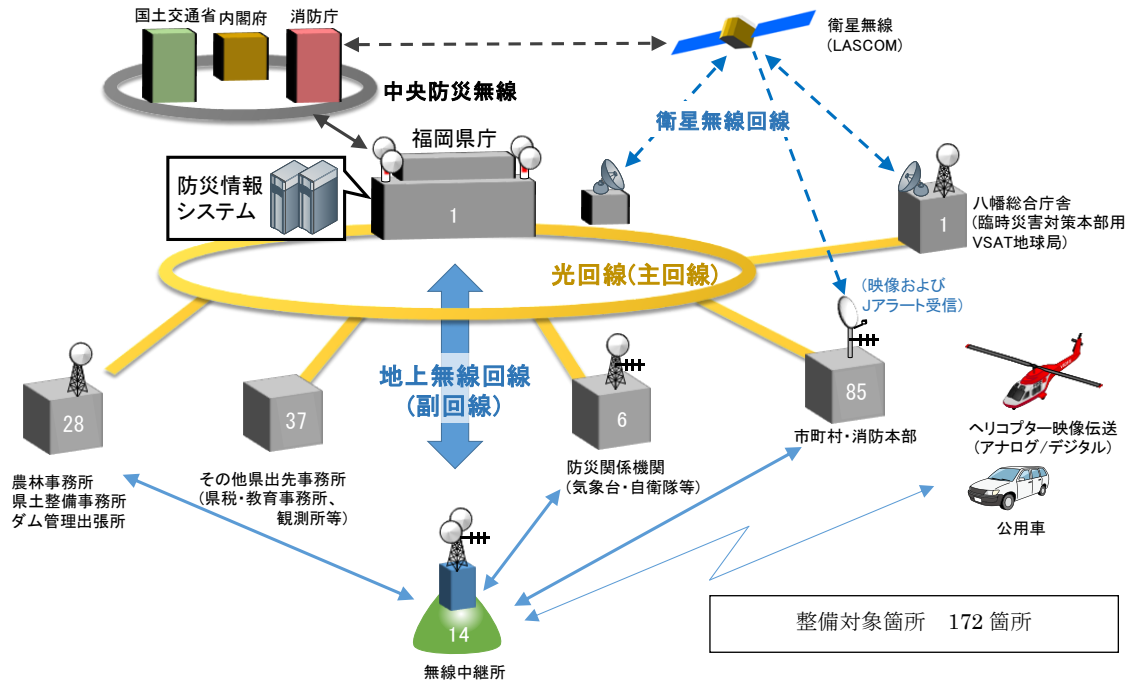 国土交通省
内閣府
消防庁
衛星無線
(LASCOM)
中央防災無線
衛星無線回線
福岡県庁
防災情報
システム
1
1
八幡総合庁舎
(臨時災害対策本部用
VSAT地球局)
光回線(主回線)
(映像および
Jアラート受信)
地上無線回線
(副回線)
28
37
6
85
農林事務所
県土整備事務所
ダム管理出張所
その他県出先事務所
(県税・教育事務所、
観測所等)
防災関係機関
(気象台・自衛隊等)
市町村・消防本部
ヘリコプター映像伝送
(アナログ/デジタル)
公用車
14
無線中継所
整備対象箇所　172 箇所